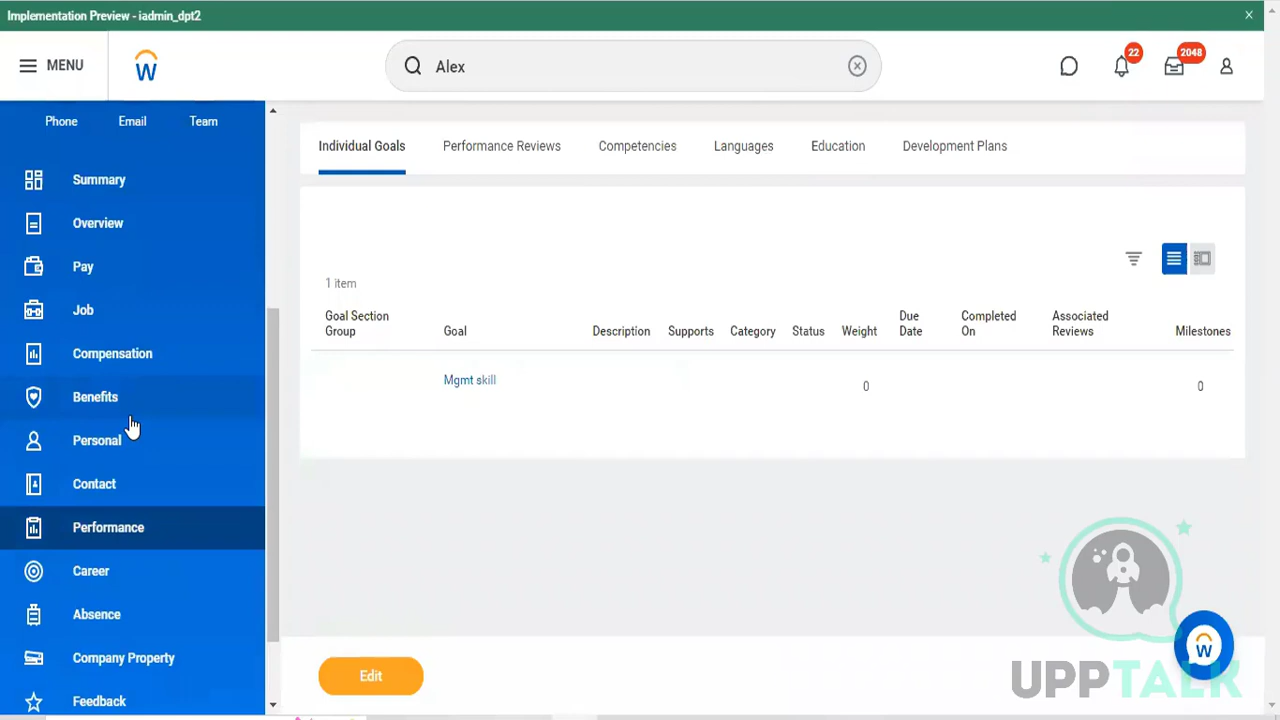 Implementation Preview - iadmin_dpt2
MENU
Alex
22
2048
Phone Email Team
Summary
Overview
Pay
Job
Compensation
Benefits
Personal
Contact
Performance
Career
Absence
Company Property
Feedback
Individual Goals Performance Reviews Competencies Languages Education Development Plans
1 item
Goal Section Group
Goal
Description
Supports
Category
Status
Weight
Due Date
Completed On
Associated Reviews
Milestones
Mgmt skill
0
0
Edit
UPPTALK